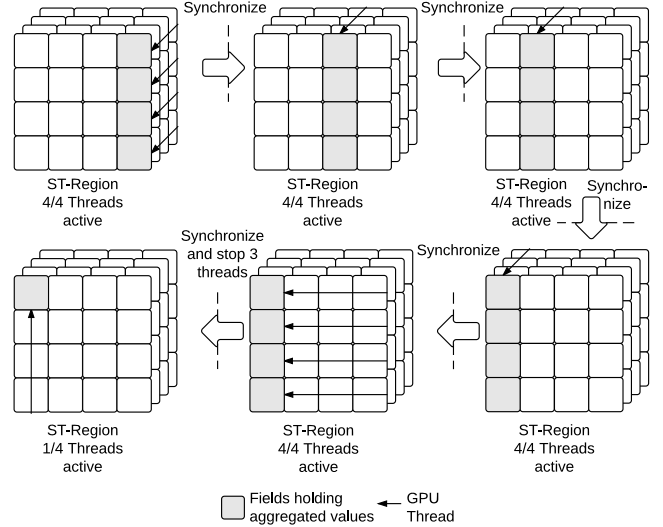 Synchronize
Synchronize
ST-Region
4/4 Threads
active
ST-Region
4/4 Threads
active
ST-Region
4/4 Threads
active
Synchro-
nize
Synchronize
and stop 3
threads
Synchronize
ST-Region
1/4 Threads
active
ST-Region
4/4 Threads
active
ST-Region
4/4 Threads
active
Fields holding
aggregated values
GPU
Thread